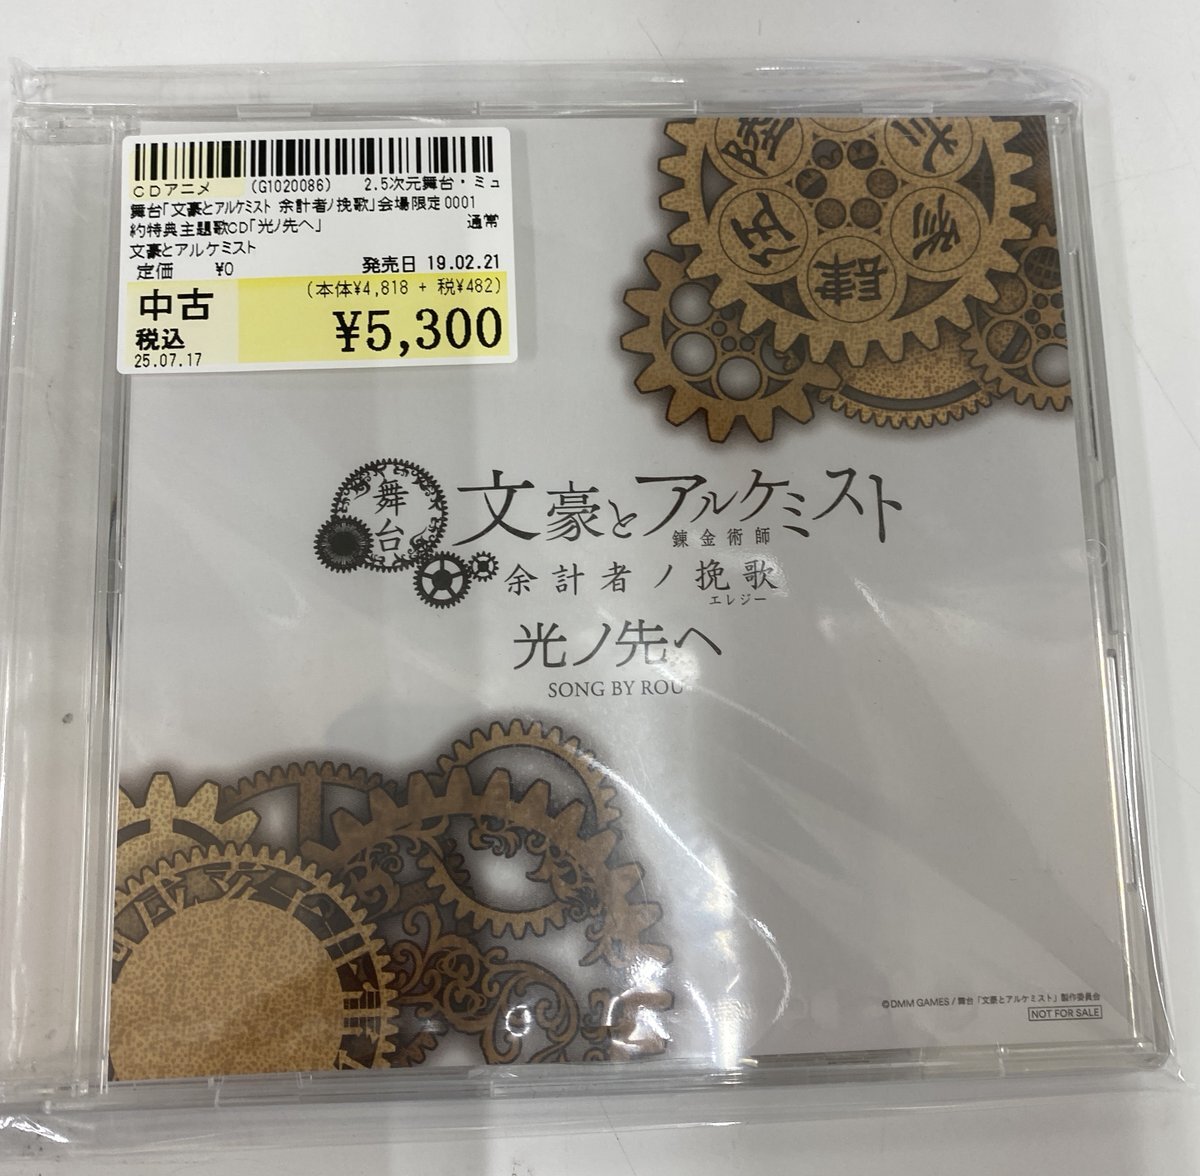 CDアニメ (G1020086) 2.5次元舞台・ミュ
舞台「文豪とアルケミスト 余計者ノ挽歌」会場限定 0001
約特典主題歌CD「光ノ先へ」 通常
文豪とアルケミスト
定価 ¥0 発売日 19.02.21
中古 (本体¥4,818 + 税¥482)
税込 ¥5,300
25.07.17
陸
弐
伍
参
肆
舞台
文豪とアルケミスト
錬金術師
余計者ノ挽歌
エレジー
光ノ先へ
SONG BY ROU
©DMM GAMES / 舞台「文豪とアルケミスト」製作委員会
NOT FOR SALE